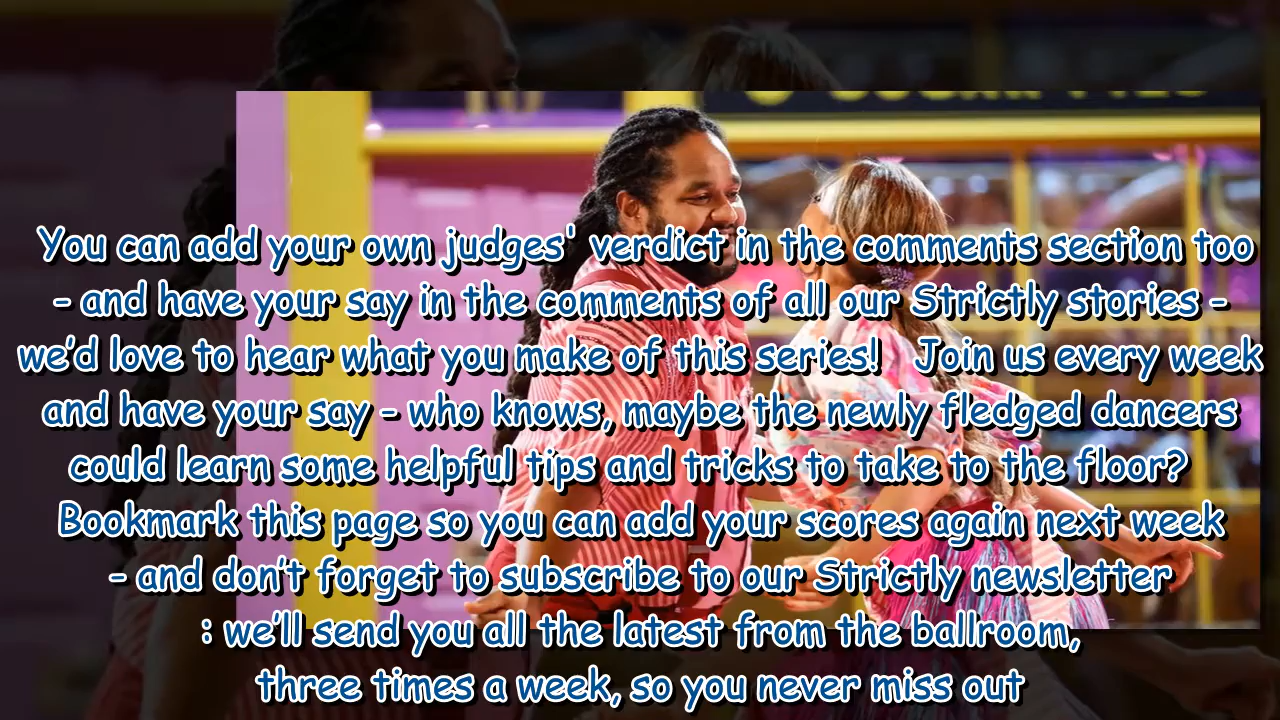 You can add your own judges' verdict in the comments section too
- and have your say in the comments of all our Strictly stories -
we’d love to hear what you make of this series!   Join us every week
and have your say - who knows, maybe the newly fledged dancers
could learn some helpful tips and tricks to take to the floor?
Bookmark this page so you can add your scores again next week
- and don’t forget to subscribe to our Strictly newsletter
: we’ll send you all the latest from the ballroom,
three times a week, so you never miss out